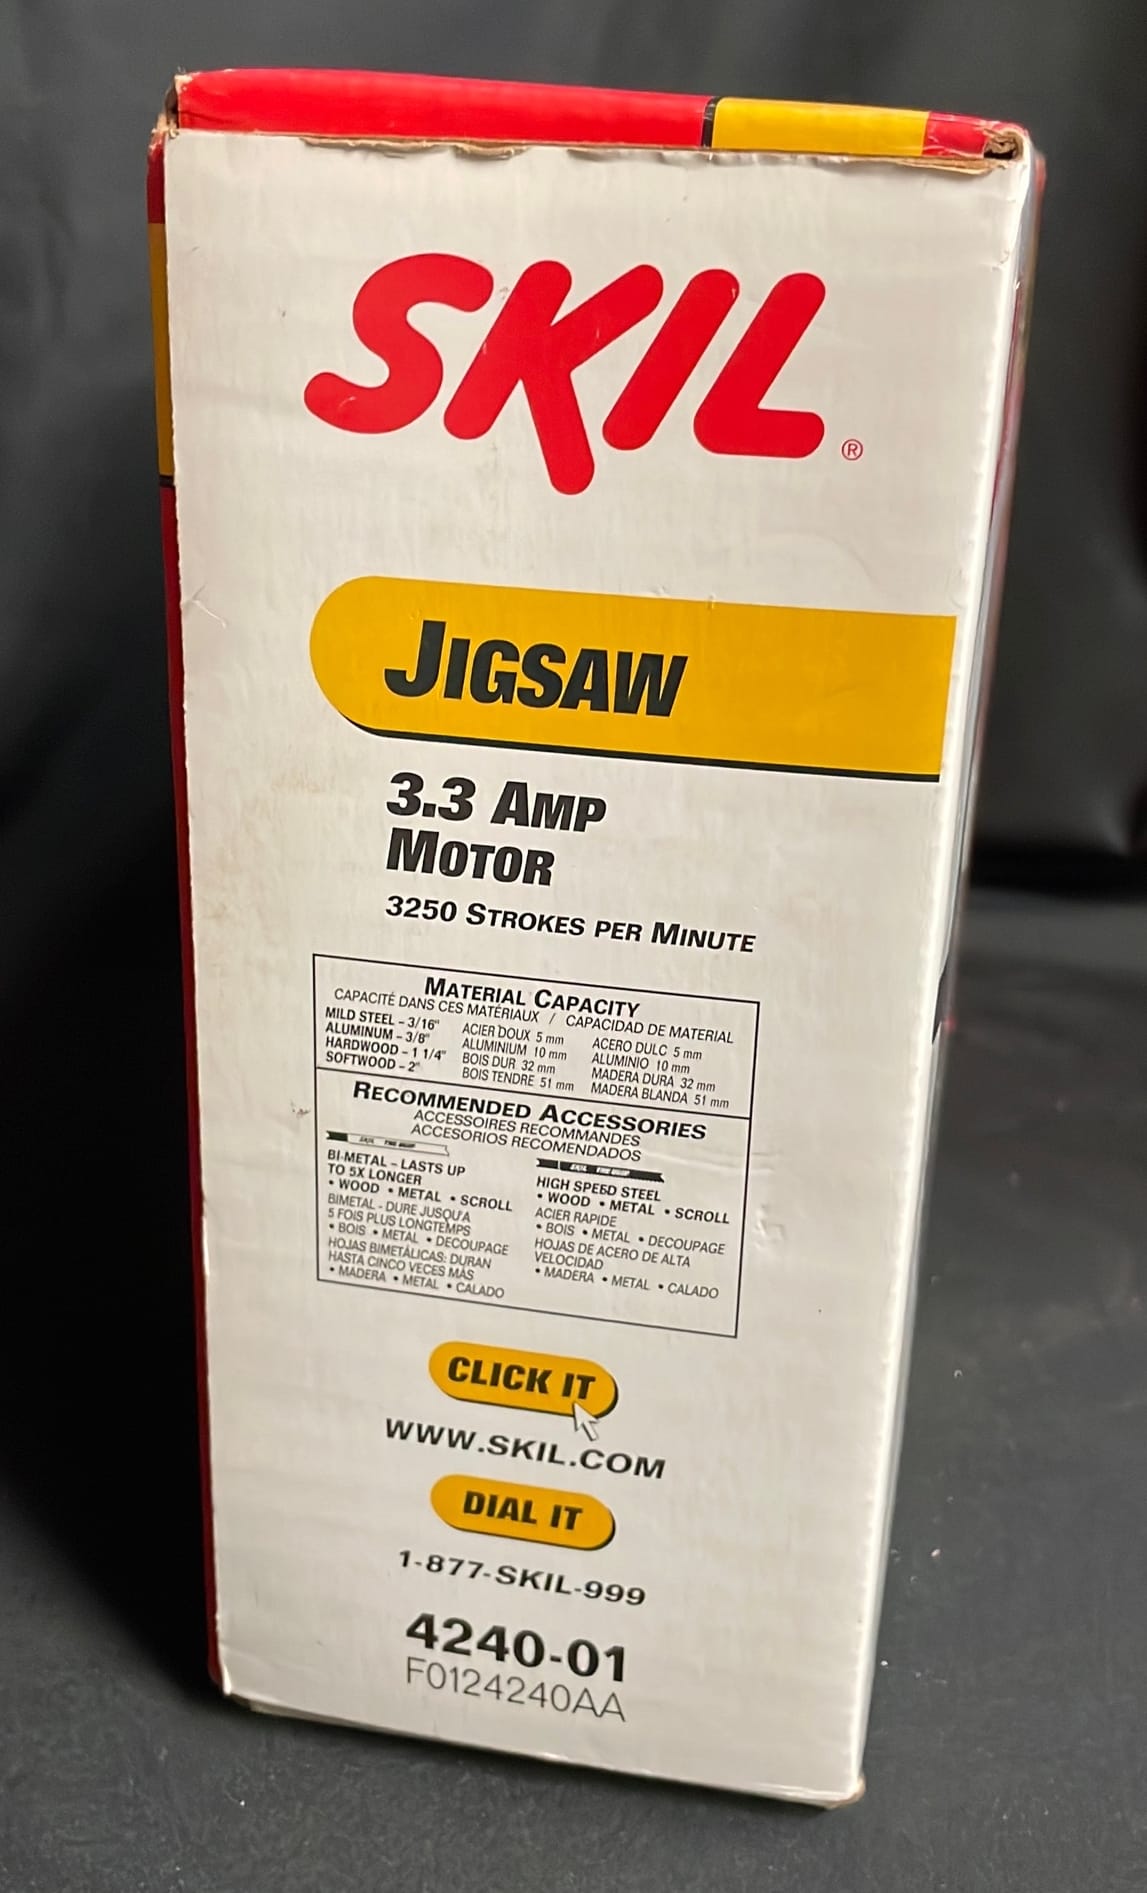 SKIL®
JIGSAW
3.3 AMP
MOTOR
3250 STROKES PER MINUTE
MATERIAL CAPACITY
CAPACITÉ DANS CES MATÉRIAUX / CAPACIDAD DE MATERIAL
MILD STEEL – 3/16"
ALUMINUM – 3/8"
HARDWOOD – 1 1/4"
SOFTWOOD – 2"
ACIER DOUX 5 mm
ALUMINIUM 10 mm
BOIS DUR 32 mm
BOIS TENDRE 51 mm
ACERO DULC 5 mm
ALUMINIO 10 mm
MADERA DURA 32 mm
MADERA BLANDA 51 mm
RECOMMENDED ACCESSORIES
ACCESSOIRES RECOMMANDES
ACCESORIOS RECOMENDADOS
BI-METAL – LASTS UP
TO 5X LONGER
• WOOD • METAL • SCROLL
BIMETAL - DURE JUSQU'A
5 FOIS PLUS LONGTEMPS
• BOIS • METAL • DECOUPAGE
HOJAS BIMETÁLICAS: DURAN
HASTA CINCO VECES MÁS
• MADERA • METAL • CALADO
HIGH SPEED STEEL
• WOOD • METAL • SCROLL
ACIER RAPIDE
• BOIS • METAL • DECOUPAGE
HOJAS DE ACERO DE ALTA
VELOCIDAD
• MADERA • METAL • CALADO
CLICK IT
WWW.SKIL.COM
DIAL IT
1-877-SKIL-999
4240-01
F0124240AA